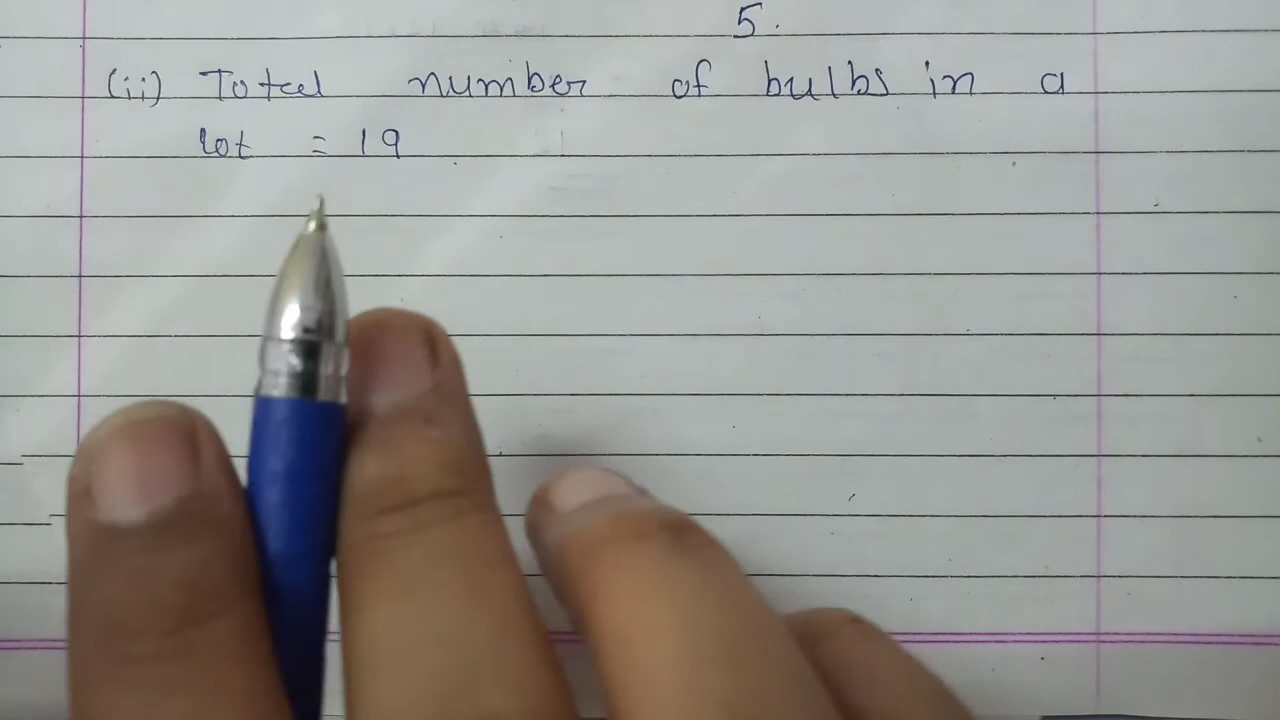 5.
(ii) Total number of bulbs in a
lot = 19